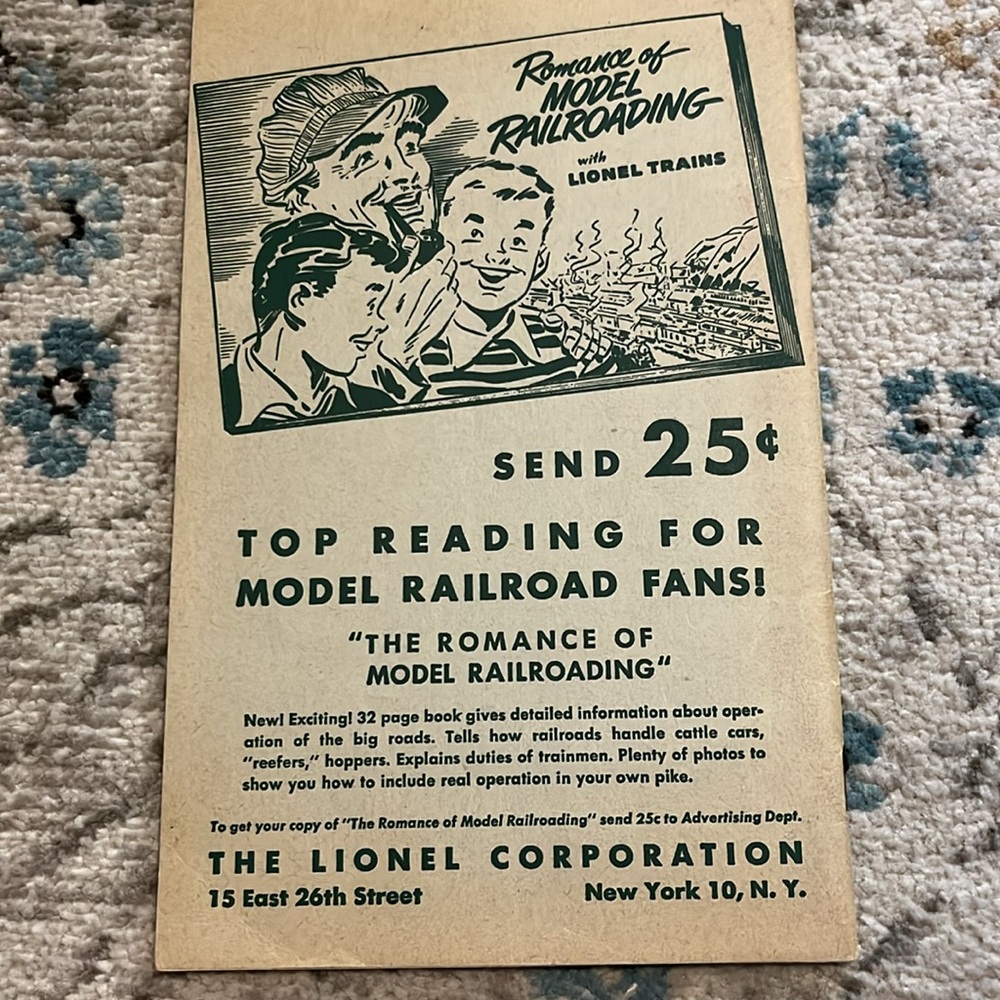 Romance of
MODEL
RAILROADING
with
LIONEL TRAINS
SEND 25¢
TOP READING FOR
MODEL RAILROAD FANS!
"THE ROMANCE OF
MODEL RAILROADING"
New! Exciting! 32 page book gives detailed information about oper-
ation of the big roads. Tells how railroads handle cattle cars,
"reefers," hoppers. Explains duties of trainmen. Plenty of photos to
show you how to include real operation in your own pike.
To get your copy of "The Romance of Model Railroading" send 25c to Advertising Dept.
THE LIONEL CORPORATION
15 East 26th Street New York 10, N. Y.